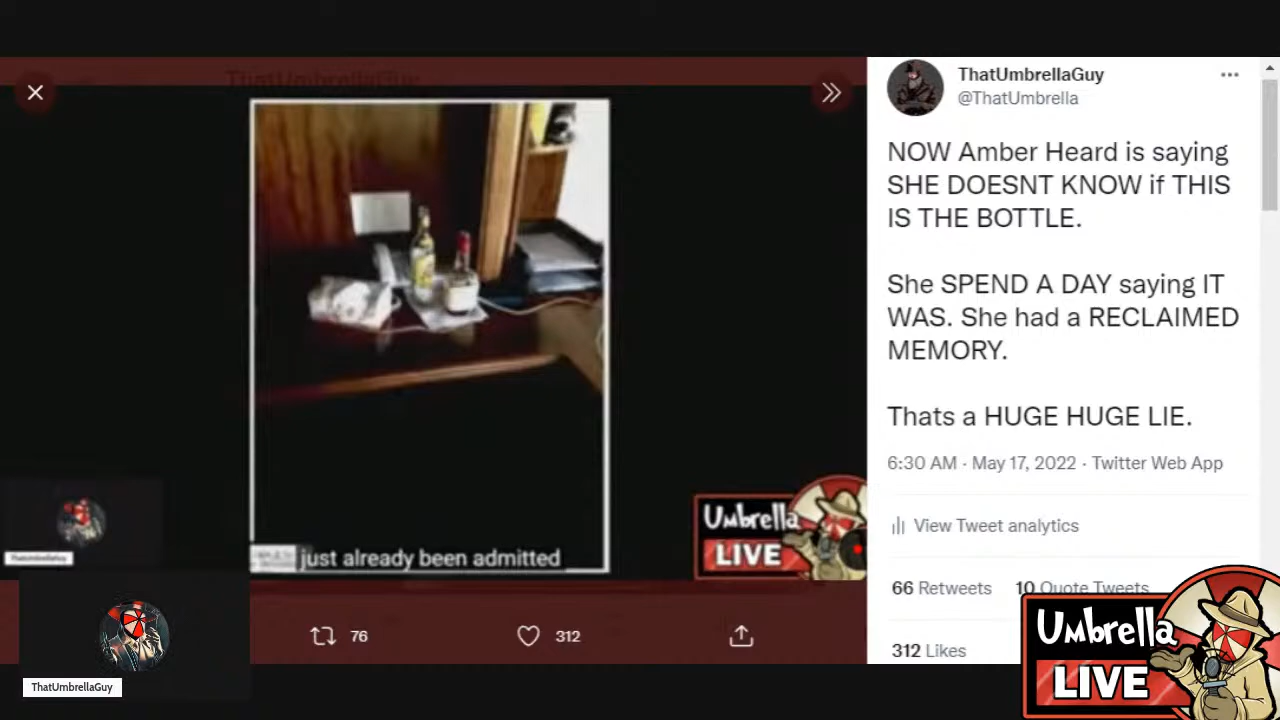 ThatUmbrellaGuy
ThatUmbrellaGuy
@ThatUmbrella
NOW Amber Heard is saying
SHE DOESNT KNOW if THIS
IS THE BOTTLE.
She SPEND A DAY saying IT
WAS. She had a RECLAIMED
MEMORY.
Thats a HUGE HUGE LIE.
6:30 AM · May 17, 2022 · Twitter Web App
View Tweet analytics
66 Retweets 10 Quote Tweets
312 Likes
just already been admitted
Umbrella
LIVE
ThatUmbrellaGuy
76
312
ThatUmbrellaGuy
Umbrella
LIVE